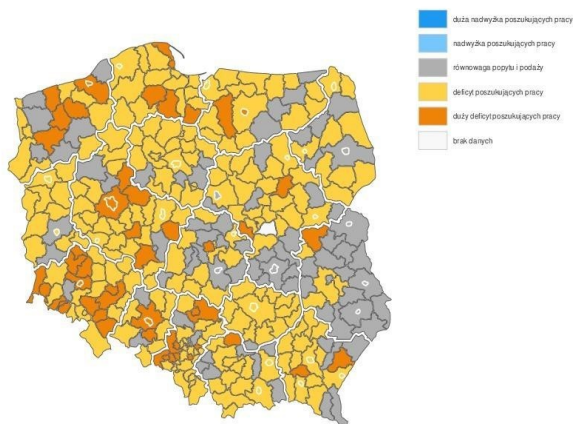 duża nadwyżka poszukujących pracy
nadwyżka poszukujących pracy
równowaga popytu i podaży
deficyt poszukujących pracy
duży deficyt poszukujących pracy
brak danych